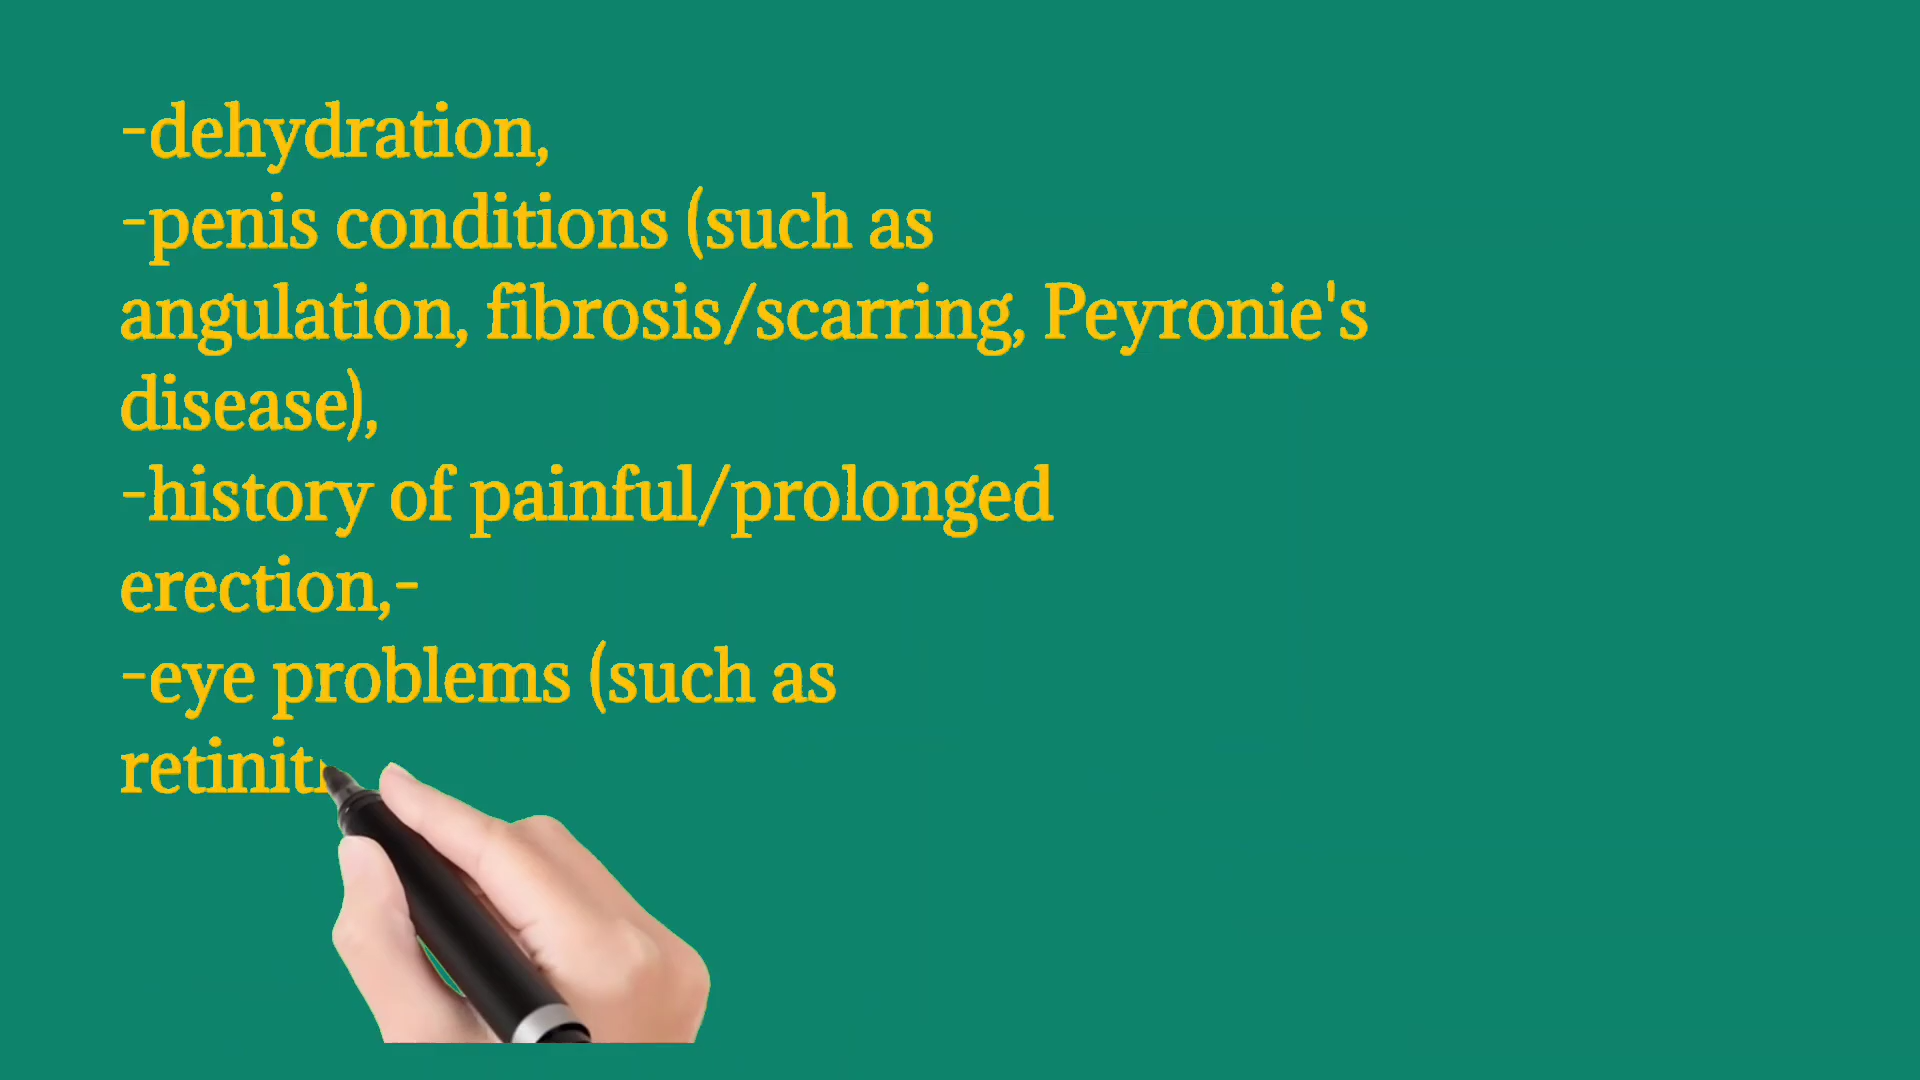 -dehydration,
-penis conditions (such as
angulation, fibrosis/scarring, Peyronie's
disease),
-history of painful/prolonged
erection,-
-eye problems (such as